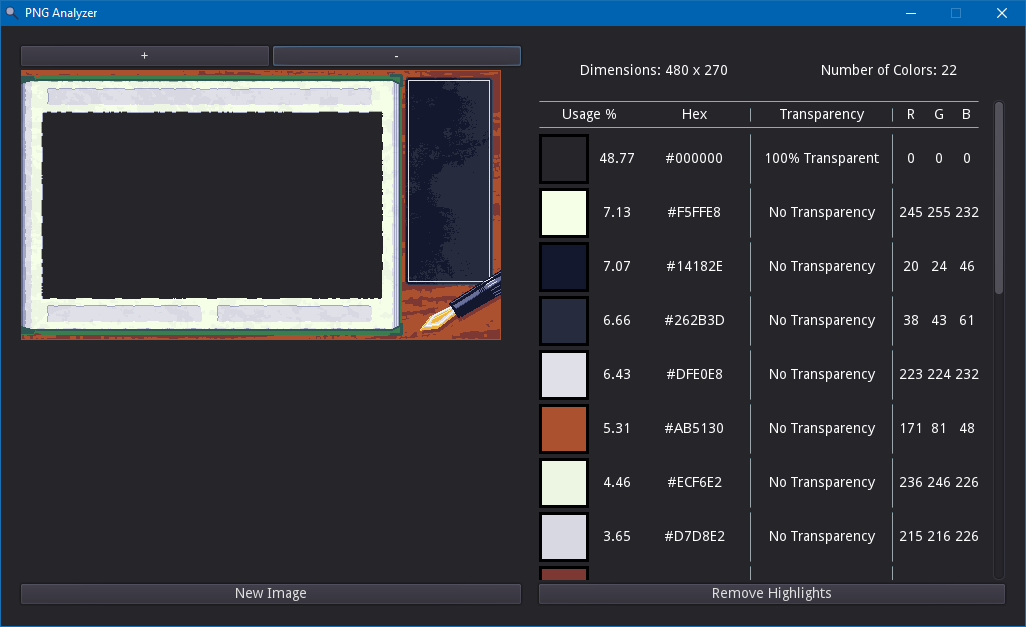 PNG Analyzer
+ -
Dimensions: 480 x 270 Number of Colors: 22
Usage % Hex Transparency R G B
48.77 #000000 100% Transparent 0 0 0
7.13 #F5FFE8 No Transparency 245 255 232
7.07 #14182E No Transparency 20 24 46
6.66 #262B3D No Transparency 38 43 61
6.43 #DFE0E8 No Transparency 223 224 232
5.31 #AB5130 No Transparency 171 81 48
4.46 #ECF6E2 No Transparency 236 246 226
3.65 #D7D8E2 No Transparency 215 216 226
New Image Remove Highlights